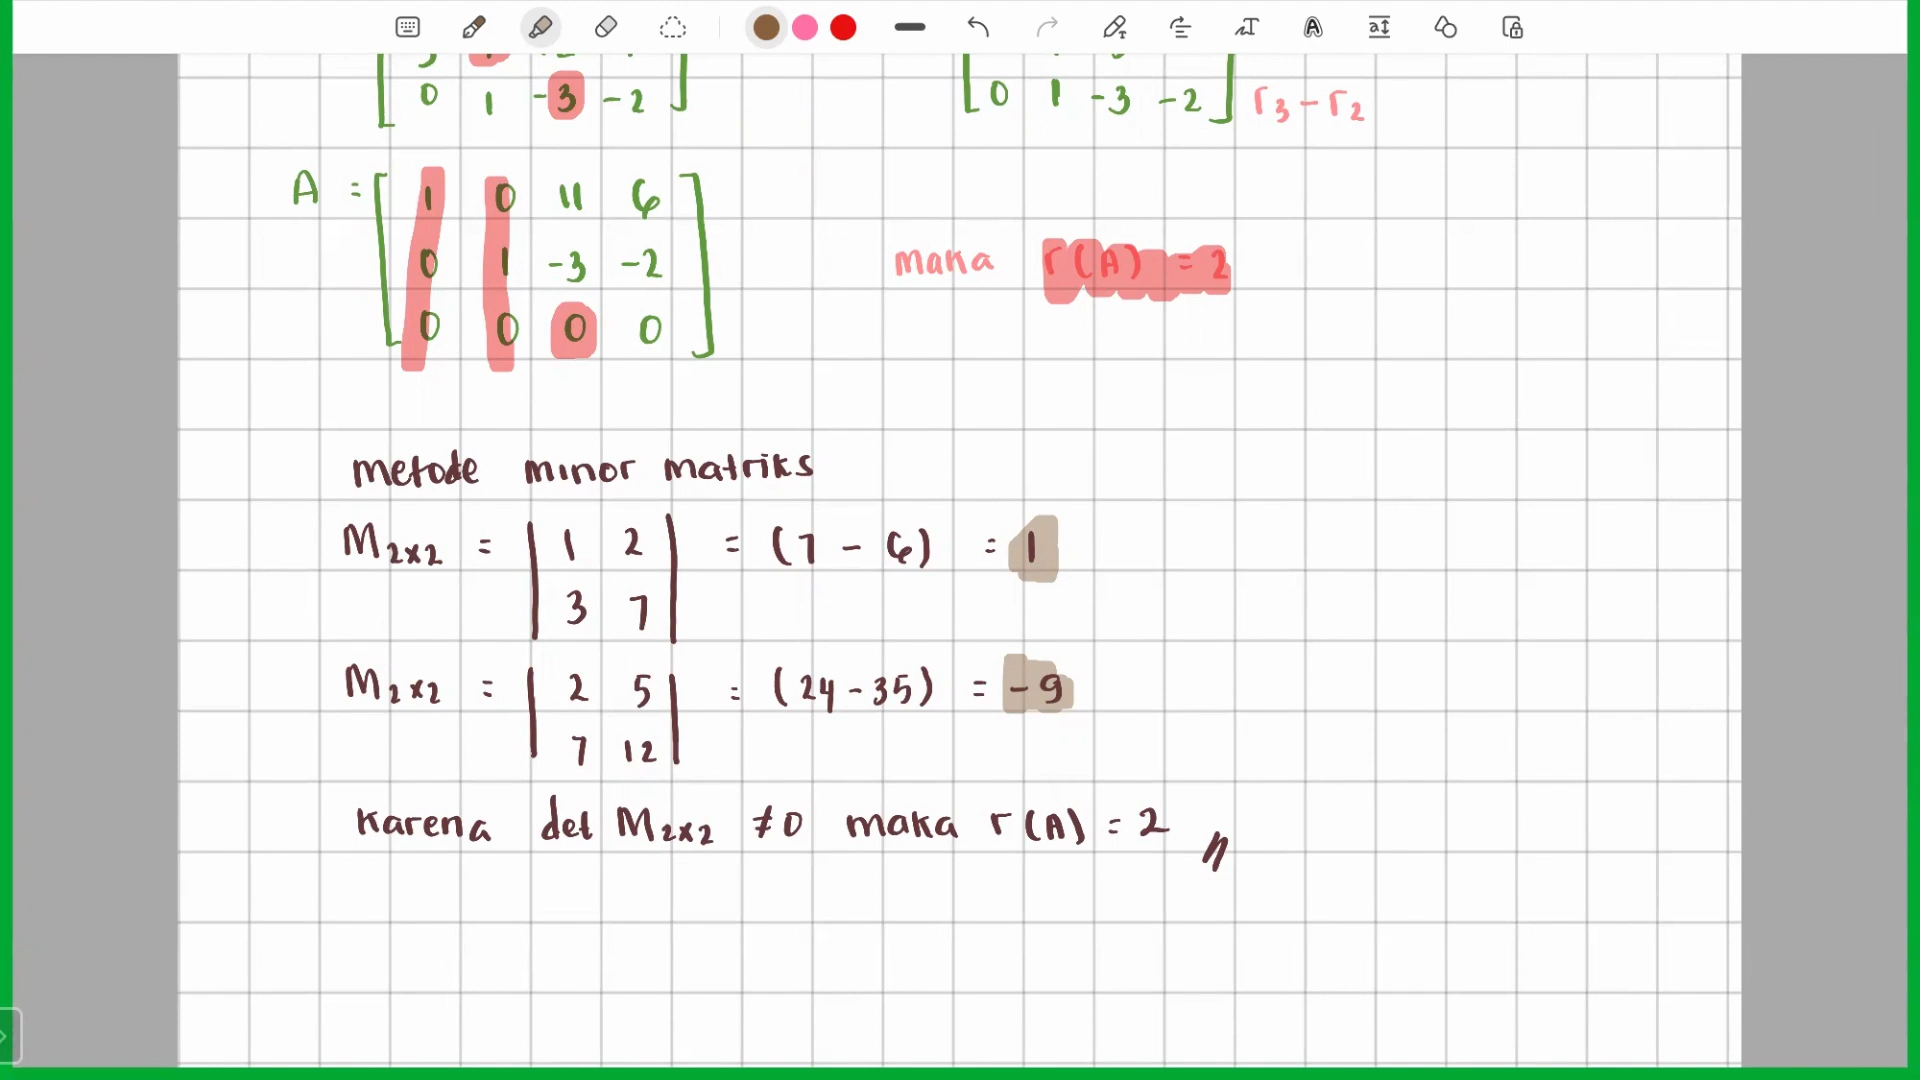 0 1 -3 -2
0 1 -3 -2 r3 - r2
A = 1 0 11 6
0 1 -3 -2
0 0 0 0
maka r(A) = 2
metode minor matriks
M2x2 = | 1 2 | = (7 - 6) = 1
3 7
M2x2 = | 2 5 | = (24 - 35) = -9
7 12
Karena det M2x2 ≠ 0 maka r(A) = 2 //